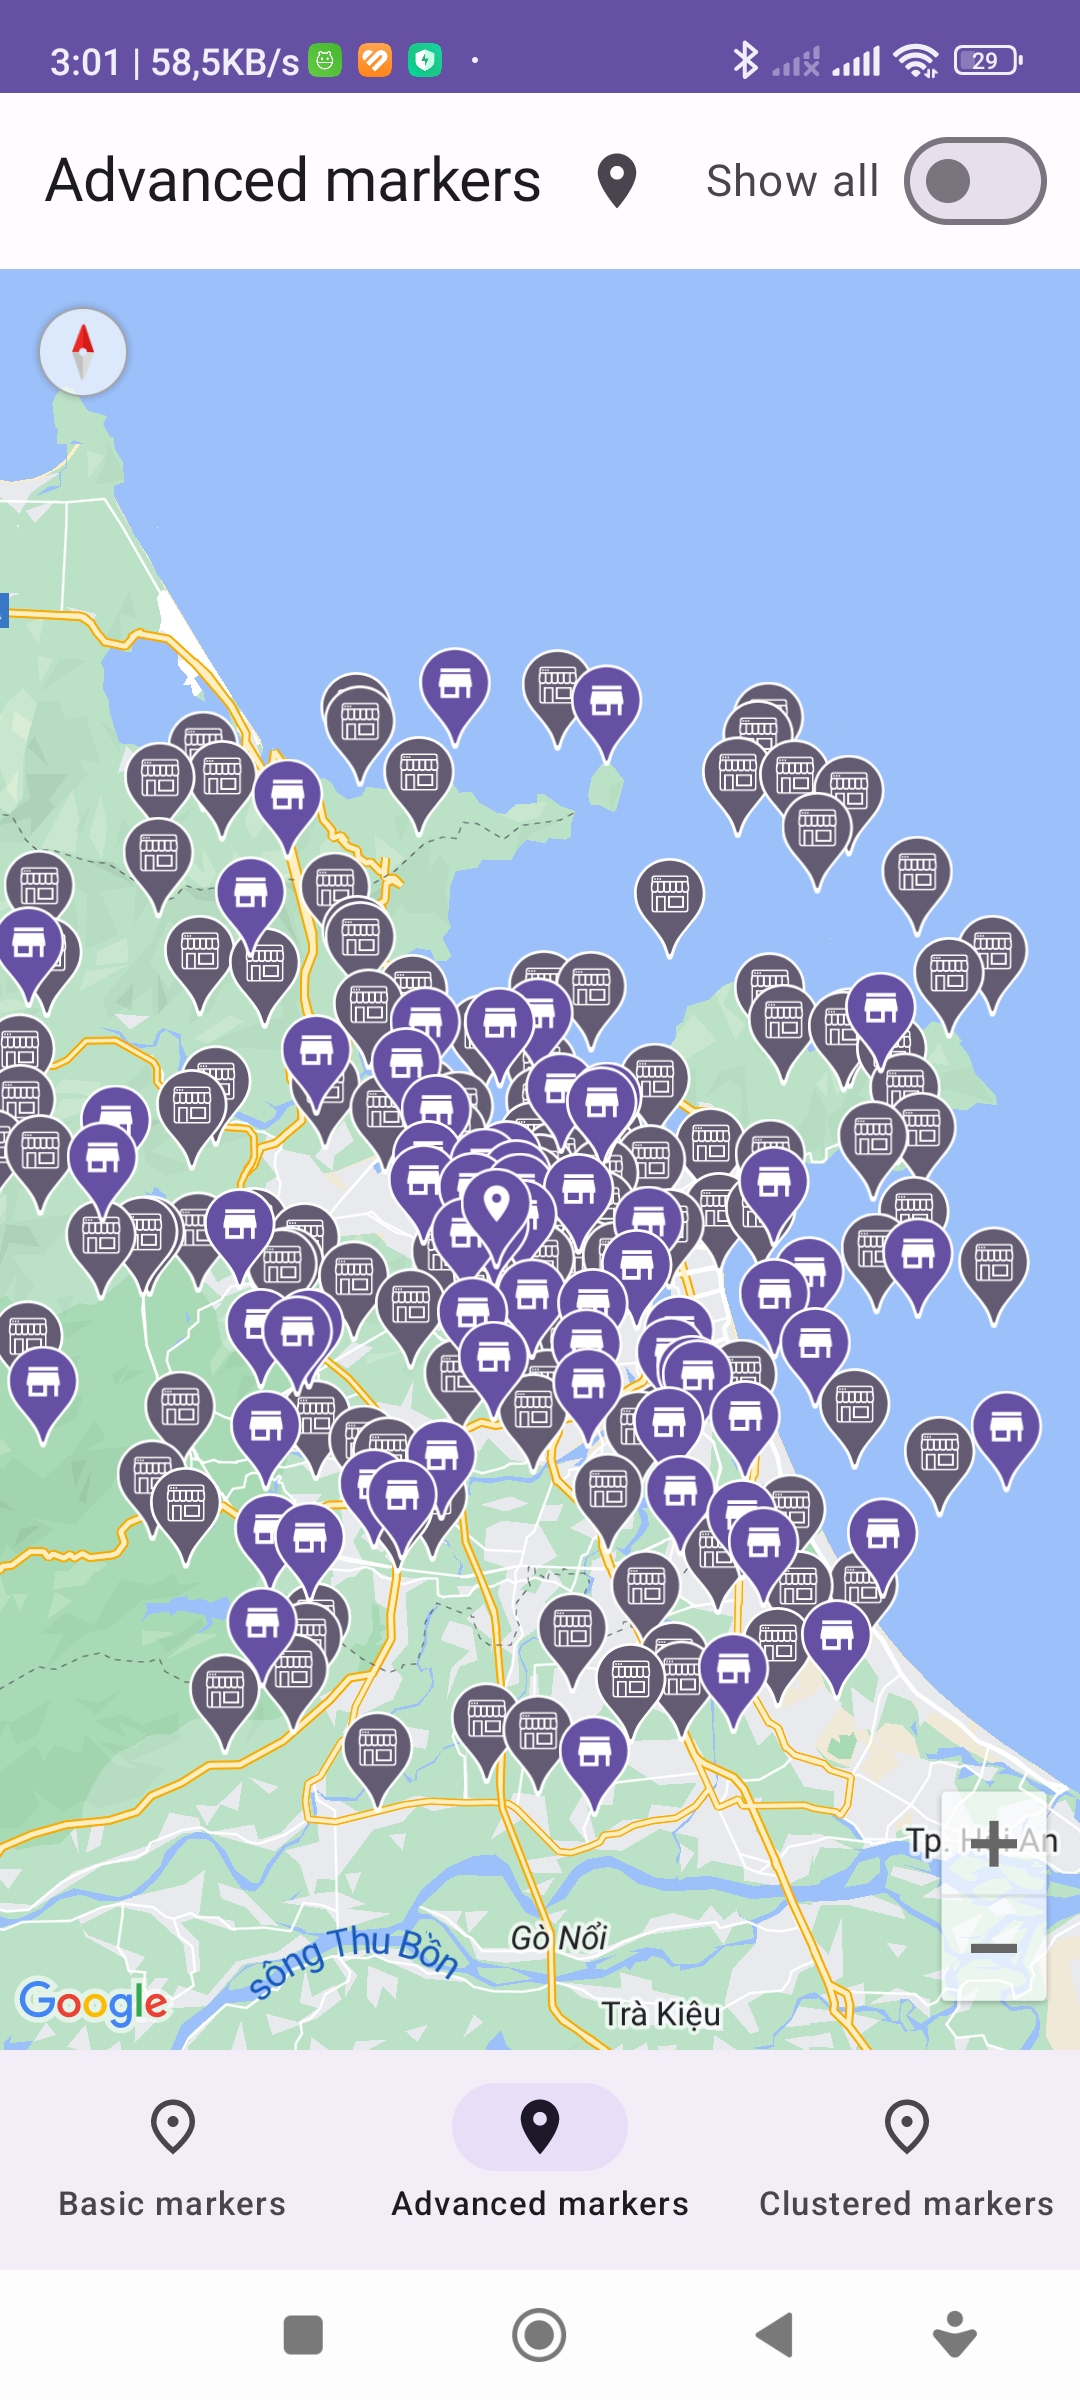 3:01 | 58,5KB/s
29
Advanced markers
Show all
Tp. Hội An
sông Thu Bồn
Gò Nổi
Trà Kiệu
Google
Basic markers
Advanced markers
Clustered markers